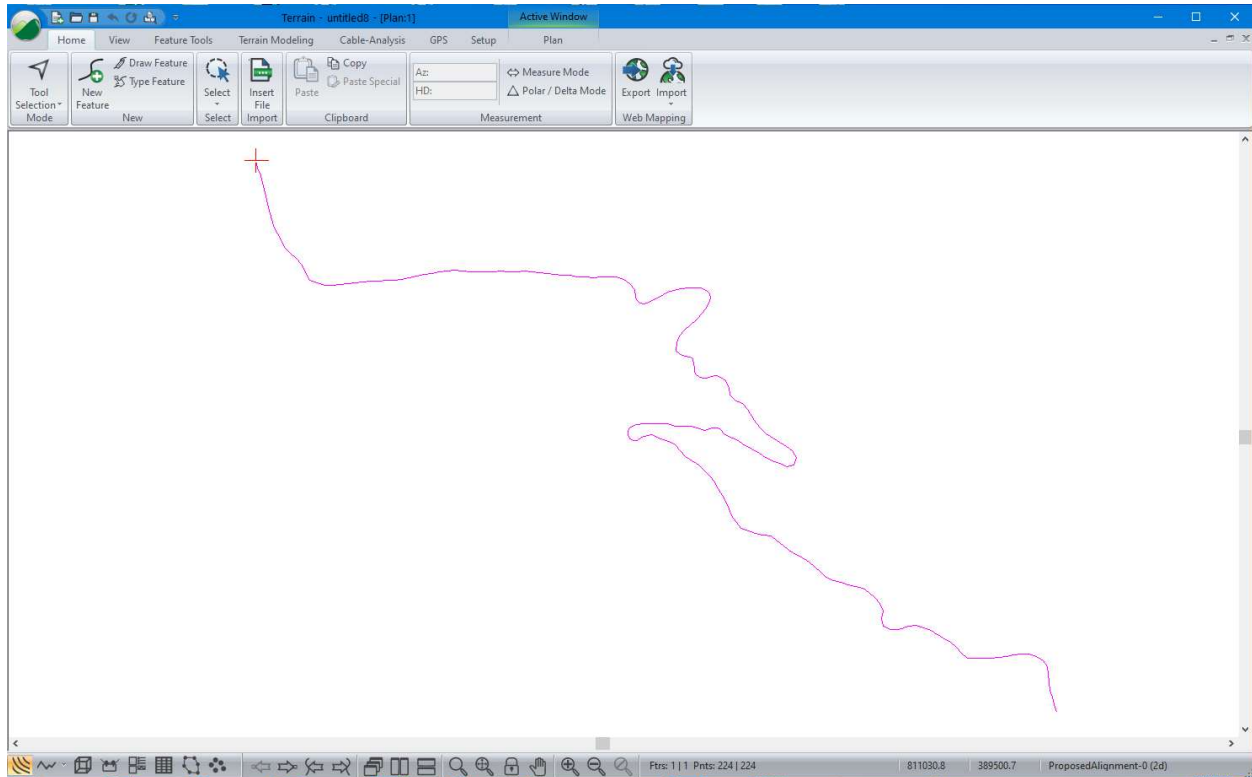 Terrain - untitled8 - [Plan:1]
Active Window
Home View Feature Tools Terrain Modeling Cable-Analysis GPS Setup Plan
Tool Selection
Mode
New Feature
Draw Feature
Type Feature
New
Select
Select
Insert File
Import
Paste
Copy
Paste Special
Clipboard
Az:
HD:
Measure Mode
Polar / Delta Mode
Measurement
Export Import
Web Mapping
Ftrs: 1 | 1 Pnts: 224 | 224
811030.8
389500.7
ProposedAlignment-0 (2d)